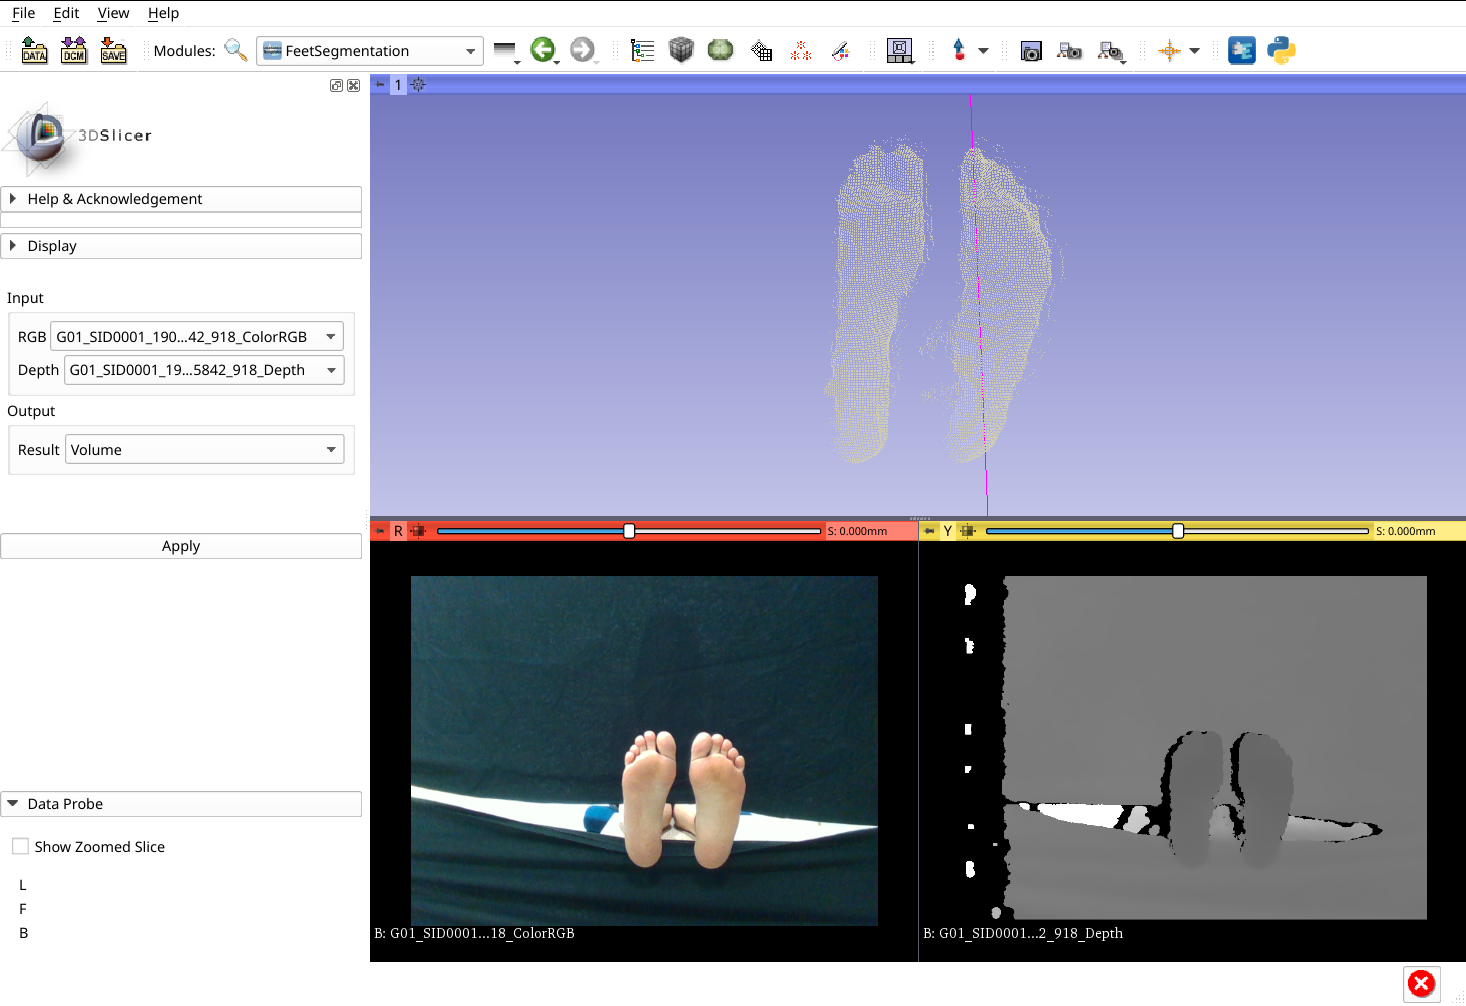 File Edit View Help
DATA DCM SAVE Modules: FeetSegmentation
1
3DSlicer
Help & Acknowledgement
Display
Input
RGB G01_SID0001_190...42_918_ColorRGB
Depth G01_SID0001_19...5842_918_Depth
Output
Result Volume
Apply
R S: 0.000mm
Y S: 0.000mm
Data Probe
Show Zoomed Slice
L
F
B
B: G01_SID0001...18_ColorRGB
B: G01_SID0001...2_918_Depth